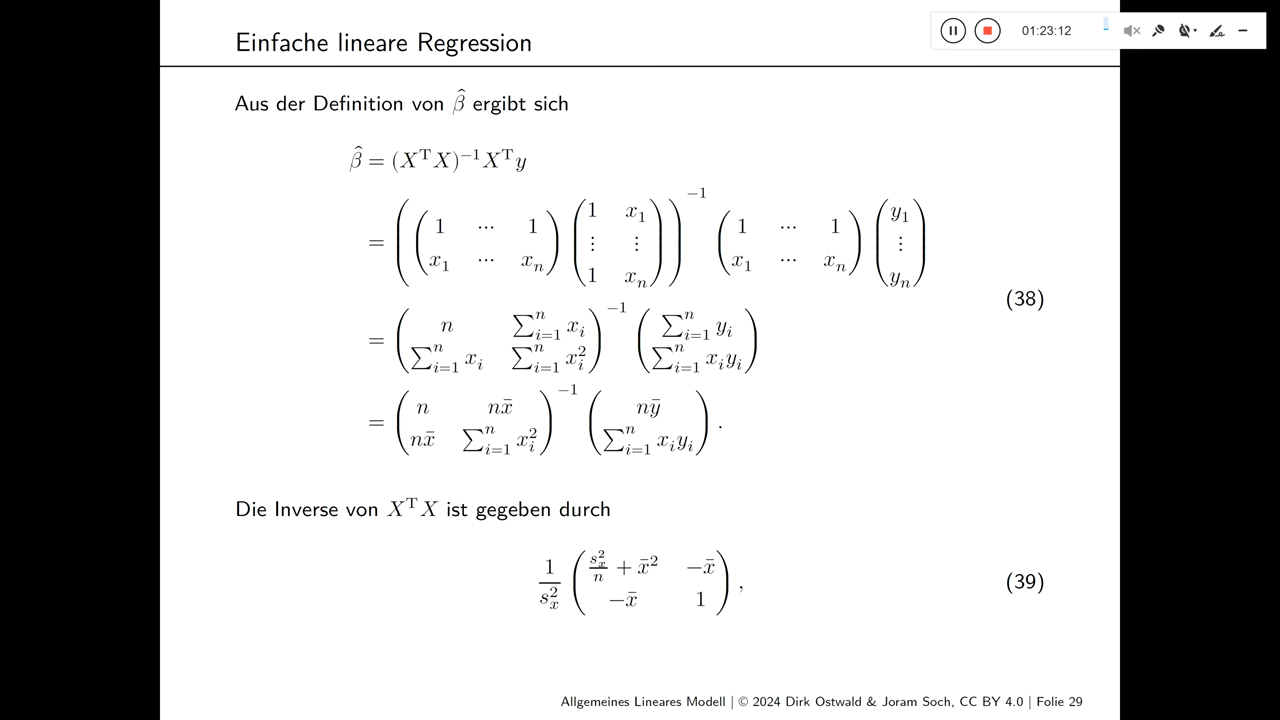 01:23:12
Einfache lineare Regression
Aus der Definition von β̂ ergibt sich
β̂ = (XᵀX)⁻¹Xᵀy
= ((1 ⋯ 1; x₁ ⋯ xₙ) (1 x₁; ⋮ ⋮; 1 xₙ))⁻¹ (1 ⋯ 1; x₁ ⋯ xₙ) (y₁; ⋮; yₙ)
= (n ∑ⁿᵢ₌₁ xᵢ; ∑ⁿᵢ₌₁ xᵢ ∑ⁿᵢ₌₁ xᵢ²)⁻¹ (∑ⁿᵢ₌₁ yᵢ; ∑ⁿᵢ₌₁ xᵢyᵢ) (38)
= (n nx̄; nx̄ ∑ⁿᵢ₌₁ xᵢ²)⁻¹ (nȳ; ∑ⁿᵢ₌₁ xᵢyᵢ).
Die Inverse von XᵀX ist gegeben durch
1/sₓ² (sₓ²/n + x̄² −x̄; −x̄ 1), (39)
Allgemeines Lineares Modell | © 2024 Dirk Ostwald & Joram Soch, CC BY 4.0 | Folie 29